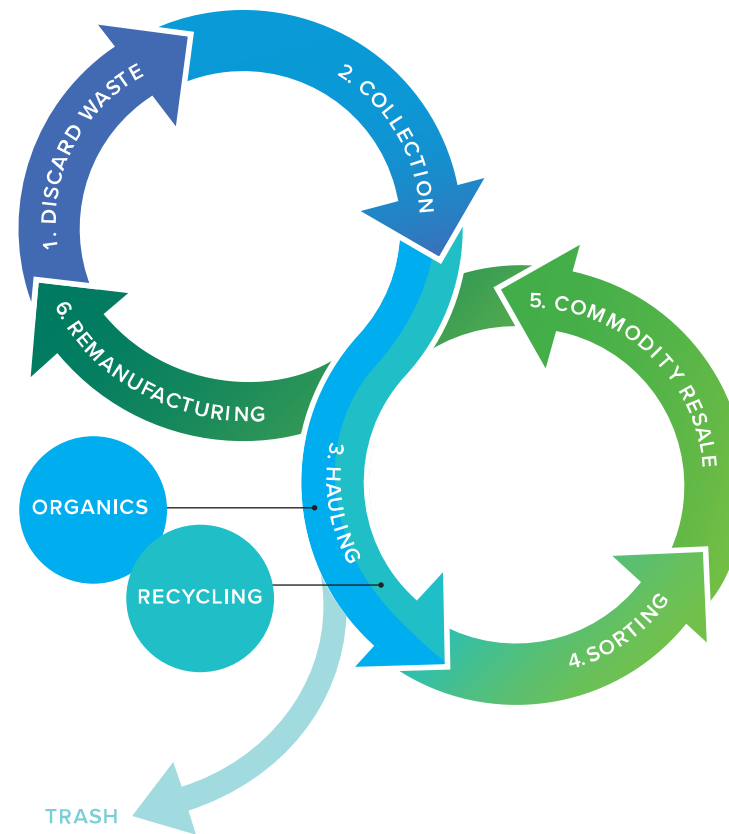 1. DISCARD WASTE
2. COLLECTION
3. HAULING
4. SORTING
5. COMMODITY RESALE
6. REMANUFACTURING
ORGANICS
RECYCLING
TRASH